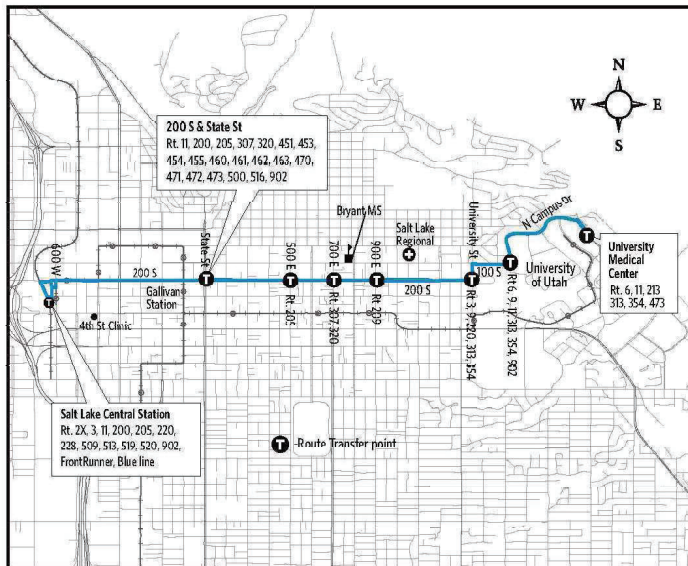 N
W E
S
200 S & State St
Rt. 11, 200, 205, 307, 320, 451, 453,
454, 455, 460, 461, 462, 463, 470,
471, 472, 473, 500, 516, 902
Bryant MS
Salt Lake
Regional
University St
N Campus Dr
University
Medical
Center
Rt. 6, 11, 213
313, 354, 473
600 W
State St
500 E
700 E
900 E
200 S
Gallivan
Station
200 S
100 S
University
of Utah
4th St Clinic
Rt. 205
Rt. 307, 320
Rt. 209
Rt 3, 9,
313, 354
Rt 6, 9, 11,
313, 354, 902
Salt Lake Central Station
Rt. 2X, 3, 11, 200, 205, 220,
228, 509, 513, 519, 520, 902,
FrontRunner, Blue line
T -Route Transfer point